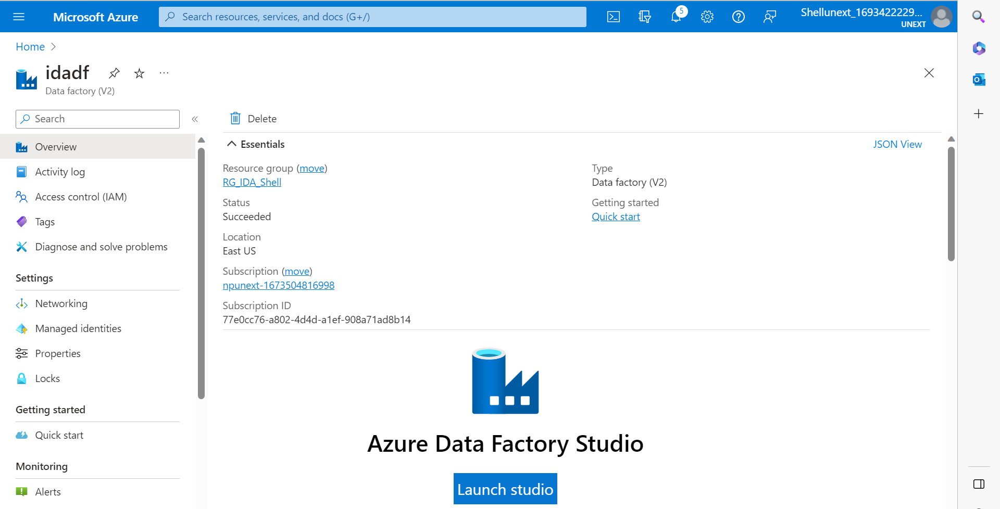 Microsoft Azure
Search resources, services, and docs (G+/)
5
Shellunext_1693422229...
UNEXT
Home
idadf
Data factory (V2)
Search
Delete
Overview
Activity log
Access control (IAM)
Tags
Diagnose and solve problems
Settings
Networking
Managed identities
Properties
Locks
Getting started
Quick start
Monitoring
Alerts
Essentials
JSON View
Resource group (move)
RG_IDA_Shell
Status
Succeeded
Location
East US
Subscription (move)
npunext-1673504816998
Subscription ID
77e0cc76-a802-4d4d-a1ef-908a71ad8b14
Type
Data factory (V2)
Getting started
Quick start
Azure Data Factory Studio
Launch studio